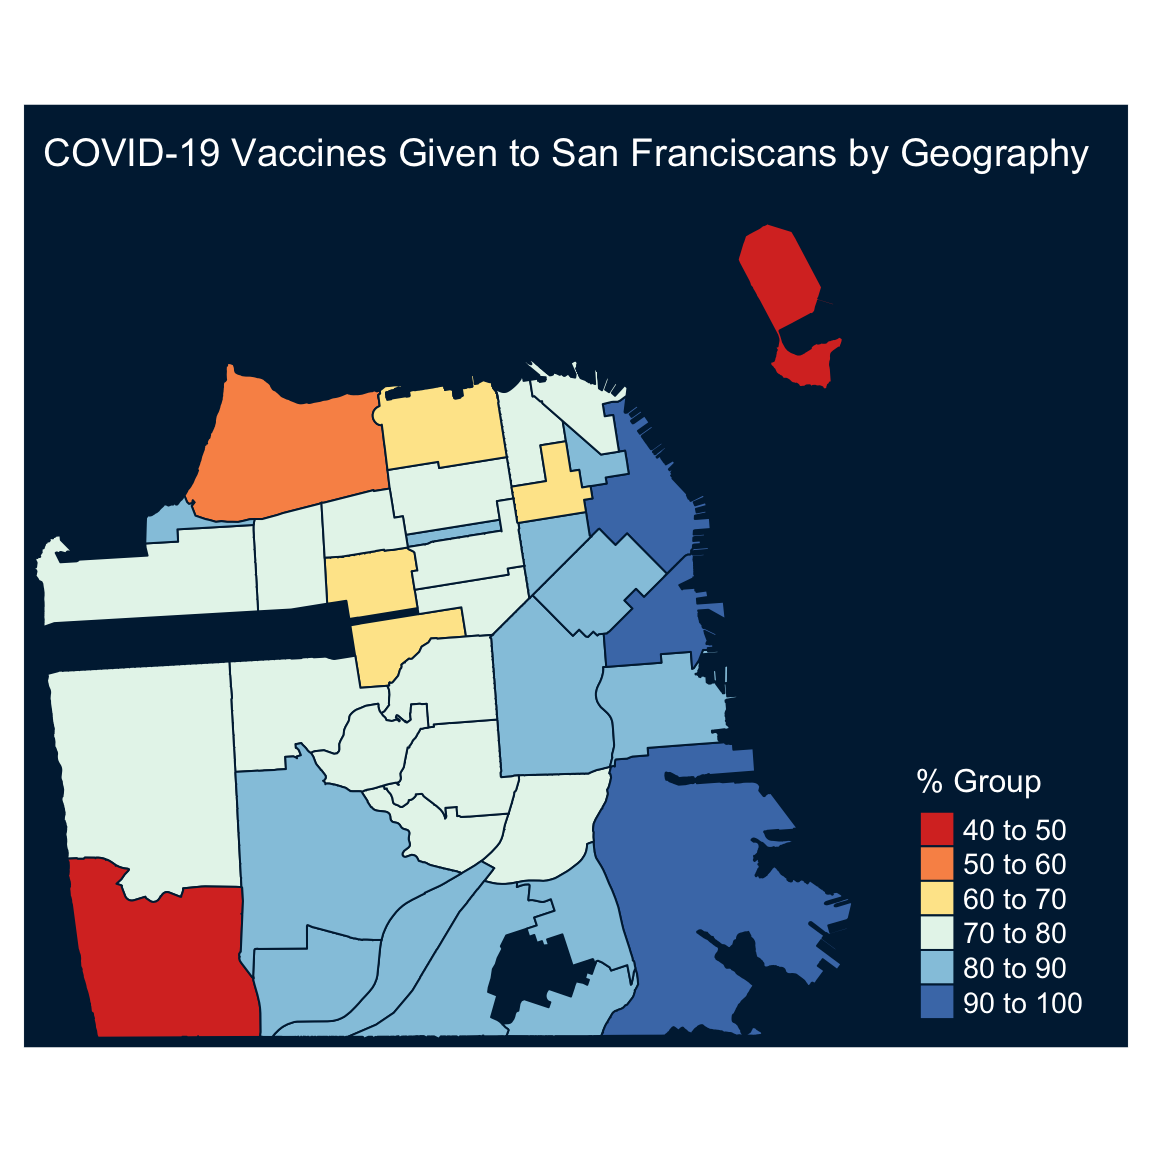 COVID-19 Vaccines Given to San Franciscans by Geography
% Group
40 to 50
50 to 60
60 to 70
70 to 80
80 to 90
90 to 100